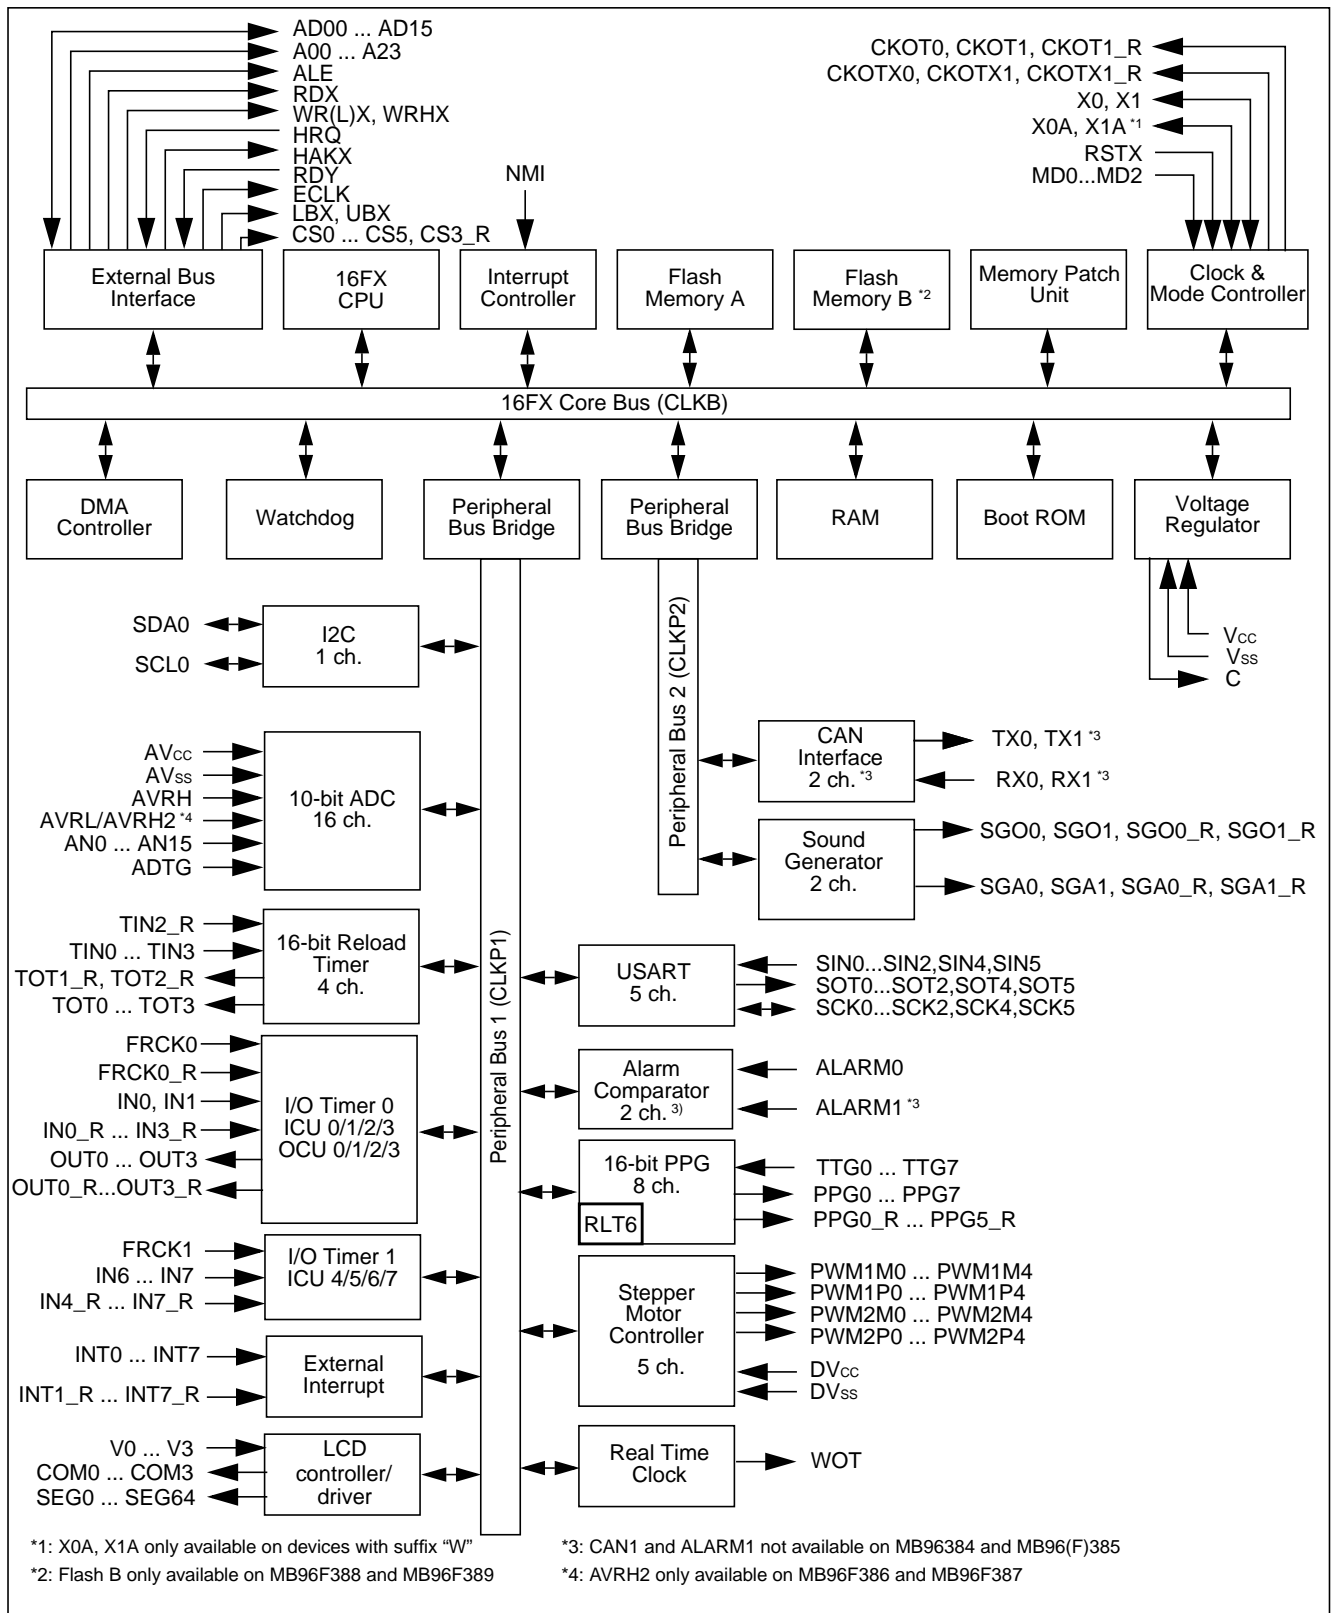 AD00 ... AD15
A00 ... A23
ALE
RDX
WR(L)X, WRHX
HRQ
HAKX
RDY
ECLK
LBX, UBX
CS0 ... CS5, CS3_R
NMI
CKOT0, CKOT1, CKOT1_R
CKOTX0, CKOTX1, CKOTX1_R
X0, X1
X0A, X1A *1
RSTX
MD0...MD2
External Bus
Interface
16FX
CPU
Interrupt
Controller
Flash
Memory A
Flash
Memory B *2
Memory Patch
Unit
Clock &
Mode Controller
16FX Core Bus (CLKB)
DMA
Controller
Watchdog
Peripheral
Bus Bridge
Peripheral
Bus Bridge
RAM
Boot ROM
Voltage
Regulator
VCC
VSS
C
Peripheral Bus 1 (CLKP1)
Peripheral Bus 2 (CLKP2)
SDA0
SCL0
I2C
1 ch.
AVCC
AVSS
AVRH
AVRL/AVRH2 *4
AN0 ... AN15
ADTG
10-bit ADC
16 ch.
TIN2_R
TIN0 ... TIN3
TOT1_R, TOT2_R
TOT0 ... TOT3
16-bit Reload
Timer
4 ch.
FRCK0
FRCK0_R
IN0, IN1
IN0_R ... IN3_R
OUT0 ... OUT3
OUT0_R...OUT3_R
I/O Timer 0
ICU 0/1/2/3
OCU 0/1/2/3
FRCK1
IN6 ... IN7
IN4_R ... IN7_R
I/O Timer 1
ICU 4/5/6/7
INT0 ... INT7
INT1_R ... INT7_R
External
Interrupt
V0 ... V3
COM0 ... COM3
SEG0 ... SEG64
LCD
controller/
driver
CAN
Interface
2 ch. *3
TX0, TX1 *3
RX0, RX1 *3
Sound
Generator
2 ch.
SGO0, SGO1, SGO0_R, SGO1_R
SGA0, SGA1, SGA0_R, SGA1_R
USART
5 ch.
SIN0...SIN2,SIN4,SIN5
SOT0...SOT2,SOT4,SOT5
SCK0...SCK2,SCK4,SCK5
Alarm
Comparator
2 ch. 3)
ALARM0
ALARM1 *3
16-bit PPG
8 ch.
RLT6
TTG0 ... TTG7
PPG0 ... PPG7
PPG0_R ... PPG5_R
Stepper
Motor
Controller
5 ch.
PWM1M0 ... PWM1M4
PWM1P0 ... PWM1P4
PWM2M0 ... PWM2M4
PWM2P0 ... PWM2P4
DVCC
DVSS
Real Time
Clock
WOT
*1: X0A, X1A only available on devices with suffix “W”
*2: Flash B only available on MB96F388 and MB96F389
*3: CAN1 and ALARM1 not available on MB96384 and MB96(F)385
*4: AVRH2 only available on MB96F386 and MB96F387